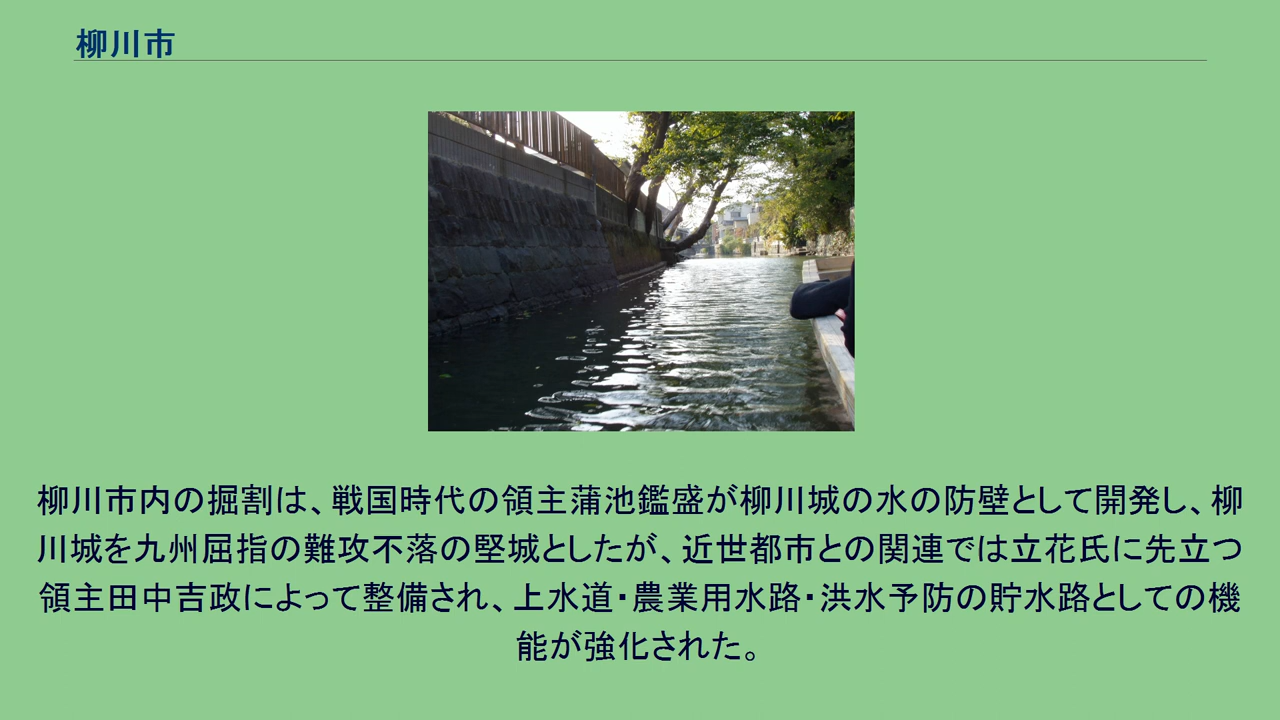 柳川市
柳川市内の掘割は、戦国時代の領主蒲池鑑盛が柳川城の水の防壁として開発し、柳
川城を九州屈指の難攻不落の堅城としたが、近世都市との関連では立花氏に先立つ
領主田中吉政によって整備され、上水道・農業用水路・洪水予防の貯水路としての機
能が強化された。